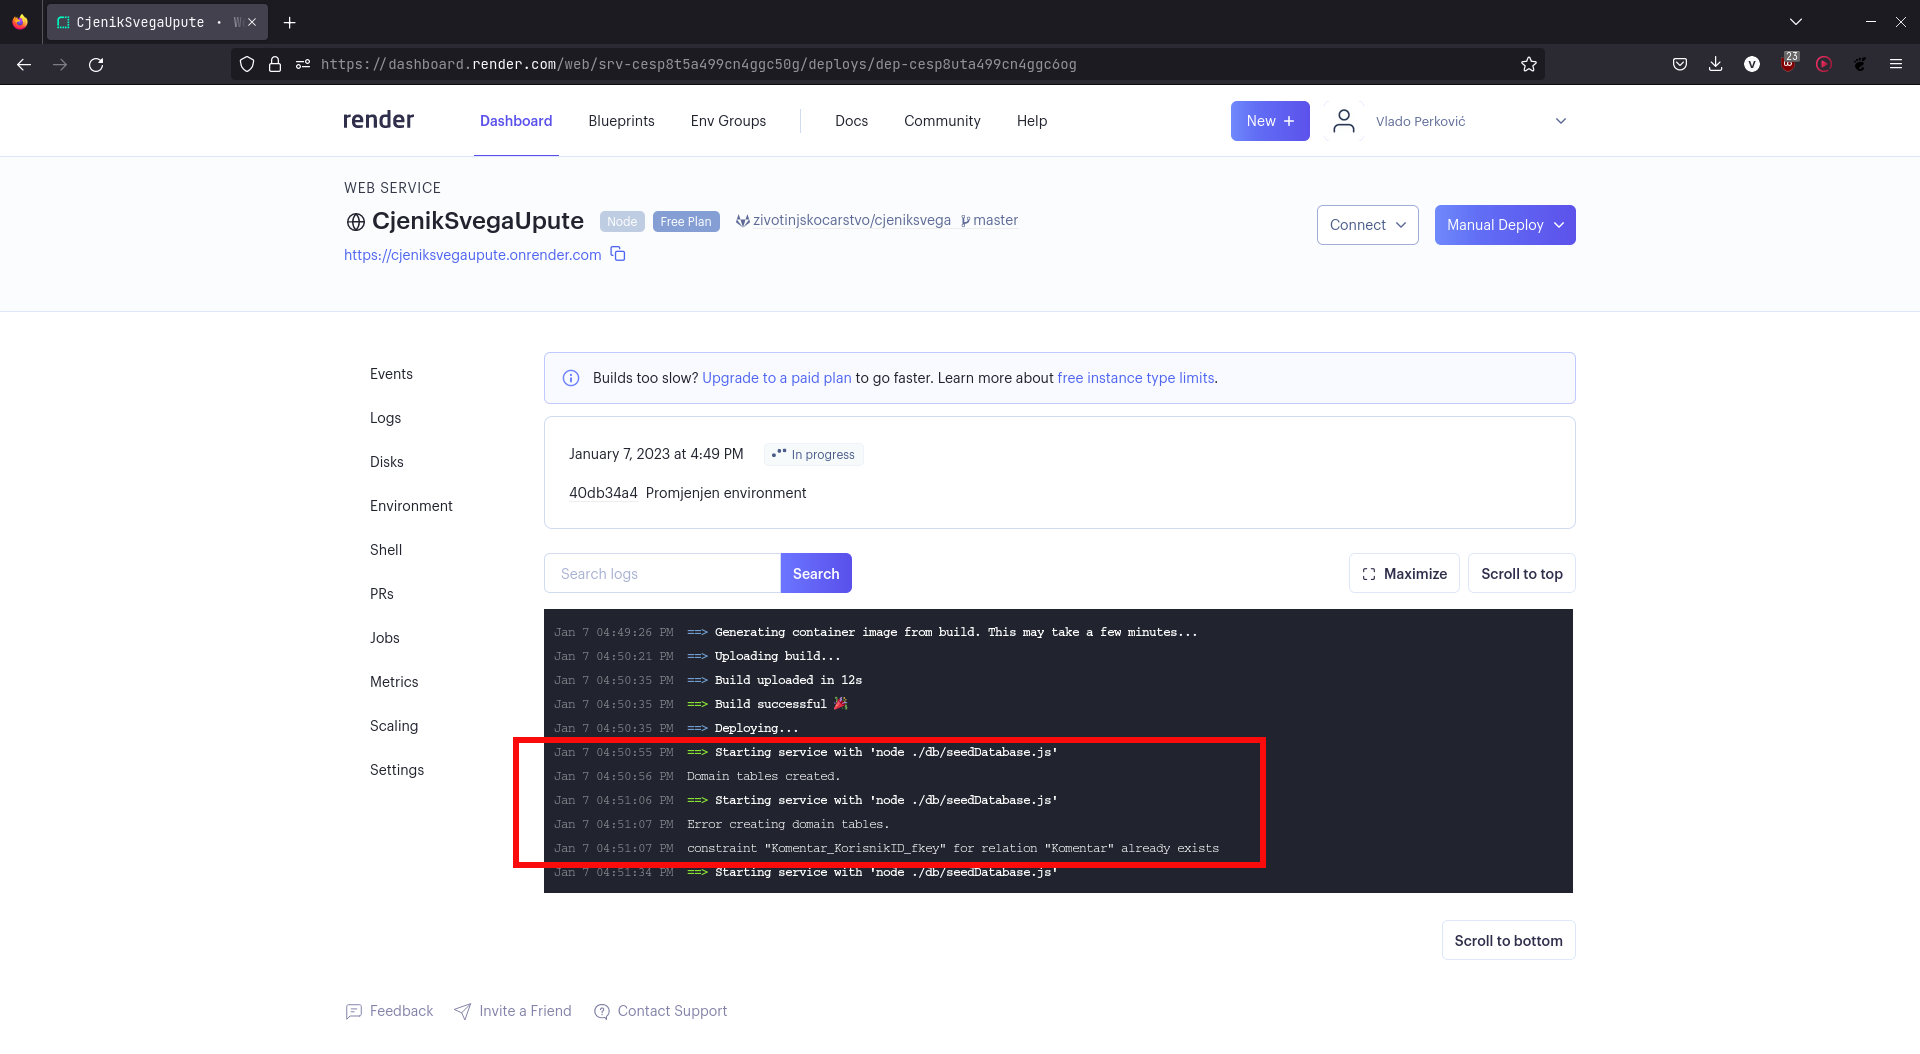 CjenikSvegaUpute · W
https://dashboard.render.com/web/srv-cesp8t5a499cn4ggc50g/deploys/dep-cesp8uta499cn4ggc6og
23
render
Dashboard
Blueprints
Env Groups
Docs
Community
Help
New +
Vlado Perković
WEB SERVICE
CjenikSvegaUpute Node Free Plan zivotinjskocarstvo/cjeniksvega master
Connect
Manual Deploy
https://cjeniksvegaupute.onrender.com
Events
Logs
Disks
Environment
Shell
PRs
Jobs
Metrics
Scaling
Settings
Builds too slow? Upgrade to a paid plan to go faster. Learn more about free instance type limits.
January 7, 2023 at 4:49 PM In progress
40db34a4 Promjenjen environment
Search logs Search
Maximize
Scroll to top
Jan 7 04:49:26 PM ==> Generating container image from build. This may take a few minutes...
Jan 7 04:50:21 PM ==> Uploading build...
Jan 7 04:50:35 PM ==> Build uploaded in 12s
Jan 7 04:50:35 PM ==> Build successful 🎉
Jan 7 04:50:35 PM ==> Deploying...
Jan 7 04:50:55 PM ==> Starting service with 'node ./db/seedDatabase.js'
Jan 7 04:50:56 PM Domain tables created.
Jan 7 04:51:06 PM ==> Starting service with 'node ./db/seedDatabase.js'
Jan 7 04:51:07 PM Error creating domain tables.
Jan 7 04:51:07 PM constraint "Komentar_KorisnikID_fkey" for relation "Komentar" already exists
Jan 7 04:51:34 PM ==> Starting service with 'node ./db/seedDatabase.js'
Scroll to bottom
Feedback
Invite a Friend
Contact Support